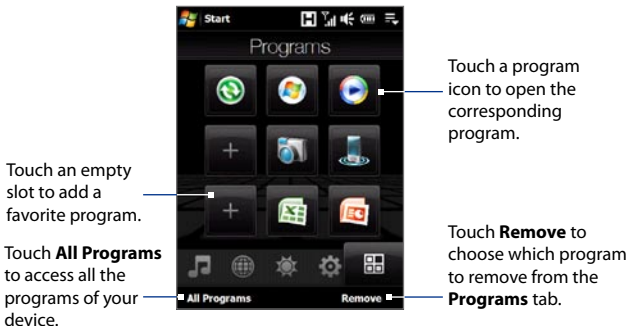 Start
Programs
Touch a program
icon to open the
corresponding
program.
Touch an empty
slot to add a
favorite program.
Touch All Programs
to access all the
programs of your
device.
Touch Remove to
choose which program
to remove from the
Programs tab.
All Programs
Remove